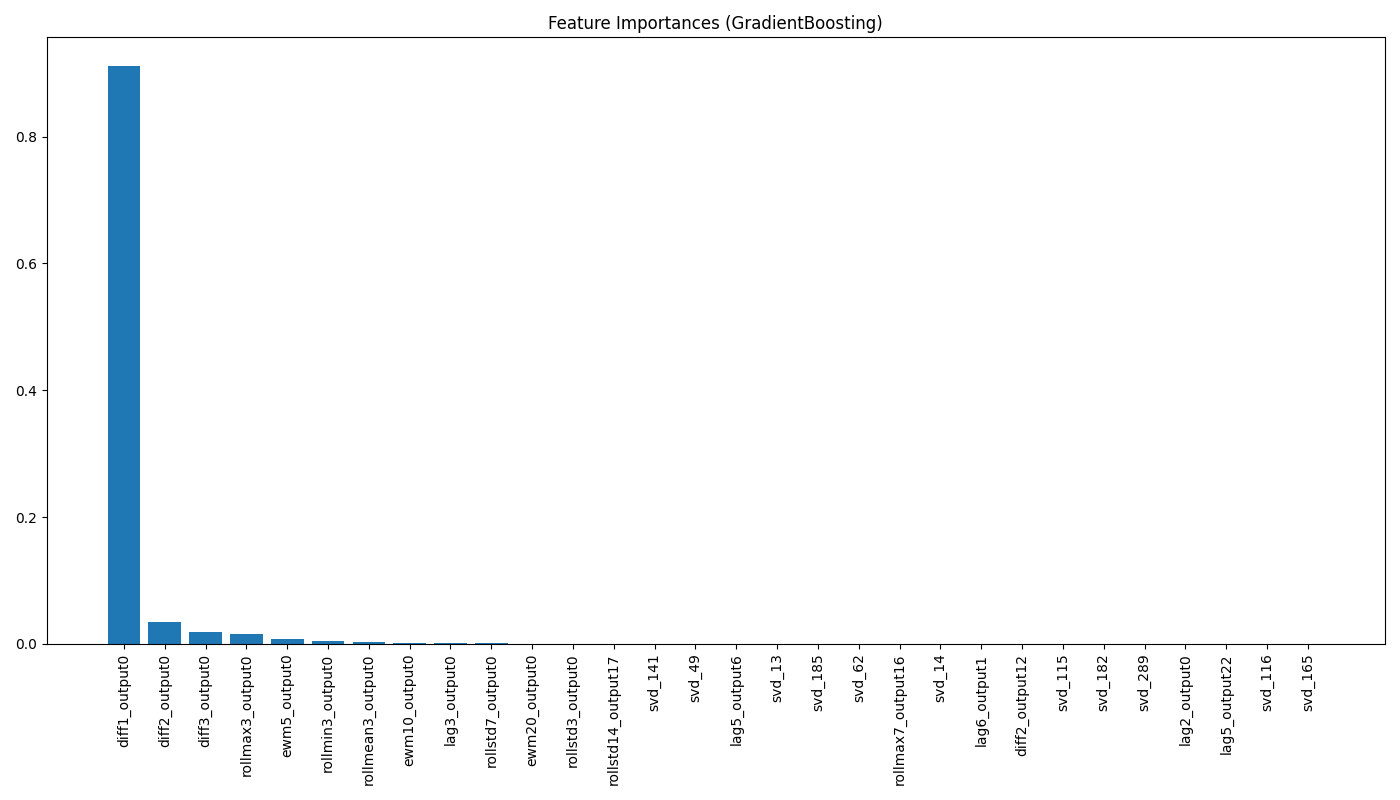 Feature Importances (GradientBoosting)
0.8
0.6
0.4
0.2
0.0
diff1_output0
diff2_output0
diff3_output0
rollmax3_output0
ewm5_output0
rollmin3_output0
rollmean3_output0
ewm10_output0
lag3_output0
rollstd7_output0
ewm20_output0
rollstd3_output0
rollstd14_output17
svd_141
svd_49
lag5_output6
svd_13
svd_185
svd_62
rollmax7_output16
svd_14
lag6_output1
diff2_output12
svd_115
svd_182
svd_289
lag2_output0
lag5_output22
svd_116
svd_165